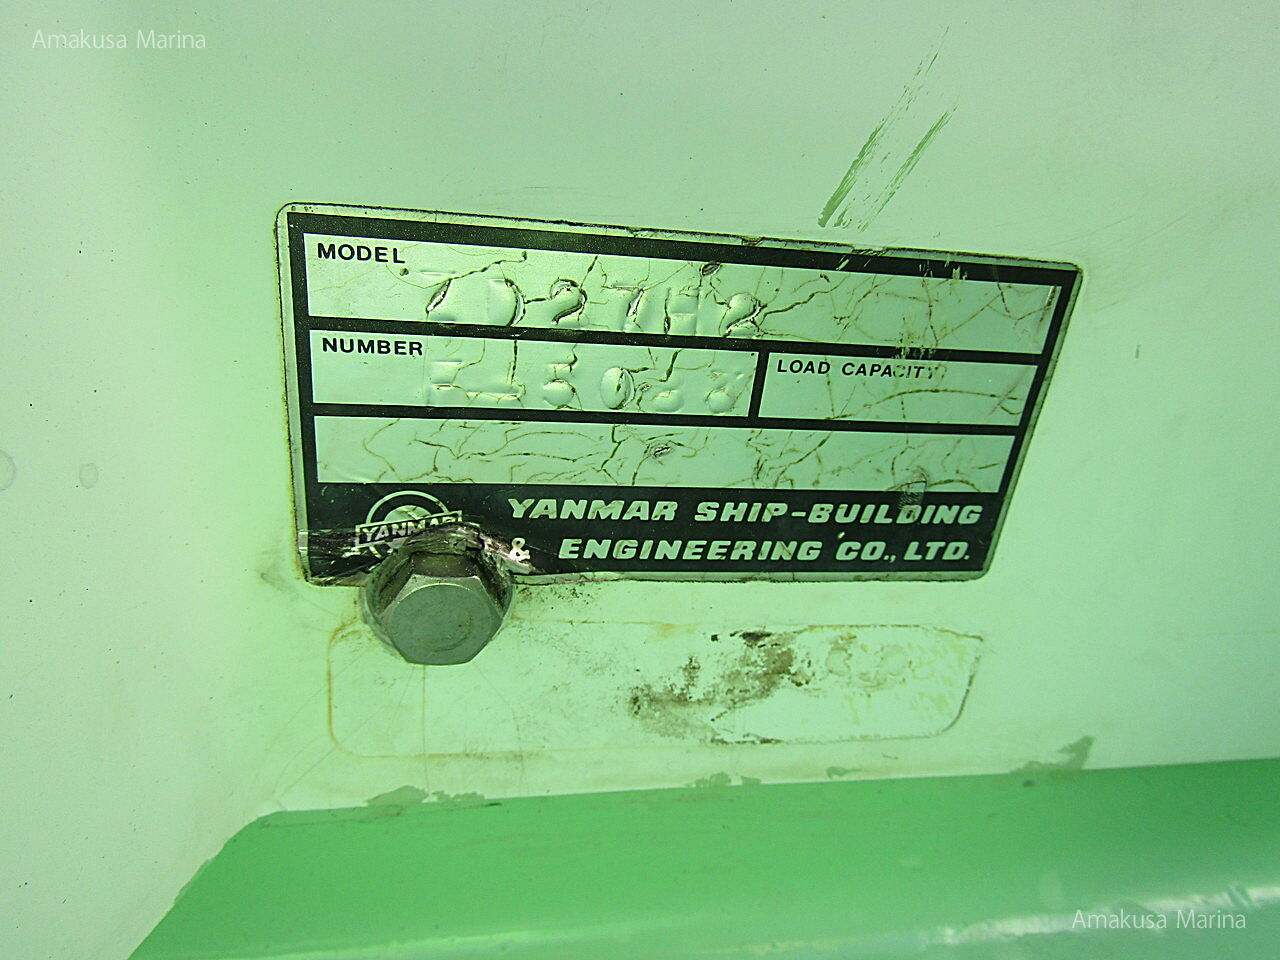 Amakusa Marina
MODEL
NUMBER
LOAD CAPACITY
YANMAR
YANMAR SHIP-BUILDING
& ENGINEERING CO., LTD.
Amakusa Marina